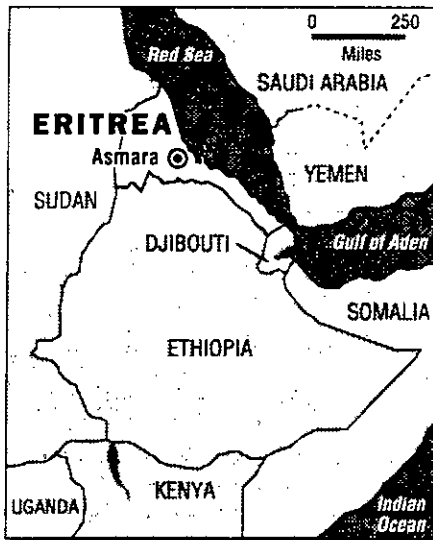 0 250
Miles
Red Sea
SAUDI ARABIA
ERITREA
Asmara
YEMEN
SUDAN
DJIBOUTI
Gulf of Aden
SOMALIA
ETHIOPIA
UGANDA
KENYA
Indian
Ocean